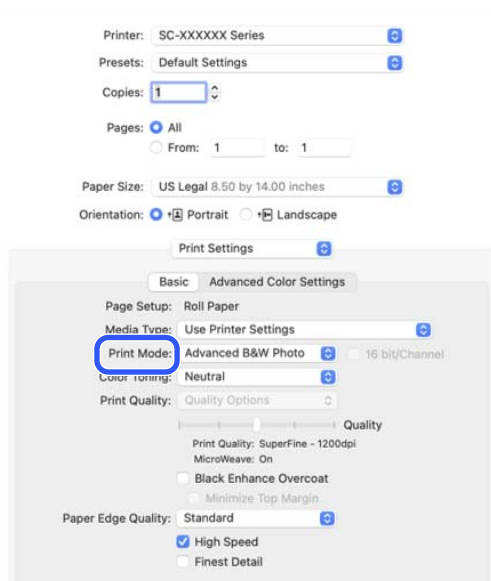 Printer: SC-XXXXXX Series
Presets: Default Settings
Copies: 1
Pages: All
From: 1 to: 1
Paper Size: US Legal 8.50 by 14.00 inches
Orientation: Portrait Landscape
Print Settings
Basic Advanced Color Settings
Page Setup: Roll Paper
Media Type: Use Printer Settings
Print Mode: Advanced B&W Photo 16 bit/Channel
Color Toning: Neutral
Print Quality: Quality Options
Quality
Print Quality: SuperFine - 1200dpi
MicroWeave: On
Black Enhance Overcoat
Minimize Top Margin
Paper Edge Quality: Standard
High Speed
Finest Detail